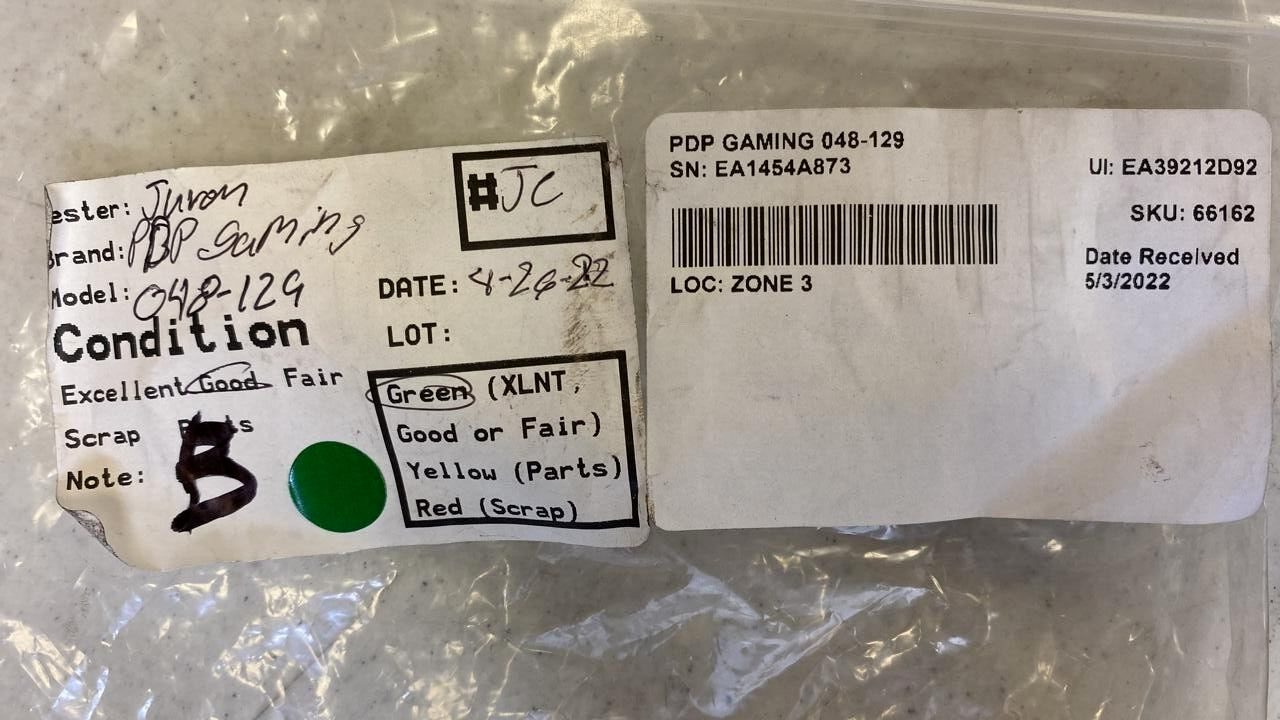 ester: Juron
Brand: PDP Gaming
Model: 048-129
#JC
DATE: 4-26-22
LOT:
Condition
Excellent Good Fair
Scrap
Note:
B
Green (XLNT,
Good or Fair)
Yellow (Parts)
Red (Scrap)
PDP GAMING 048-129
SN: EA1454A873
UI: EA39212D92
SKU: 66162
Date Received
5/3/2022
LOC: ZONE 3